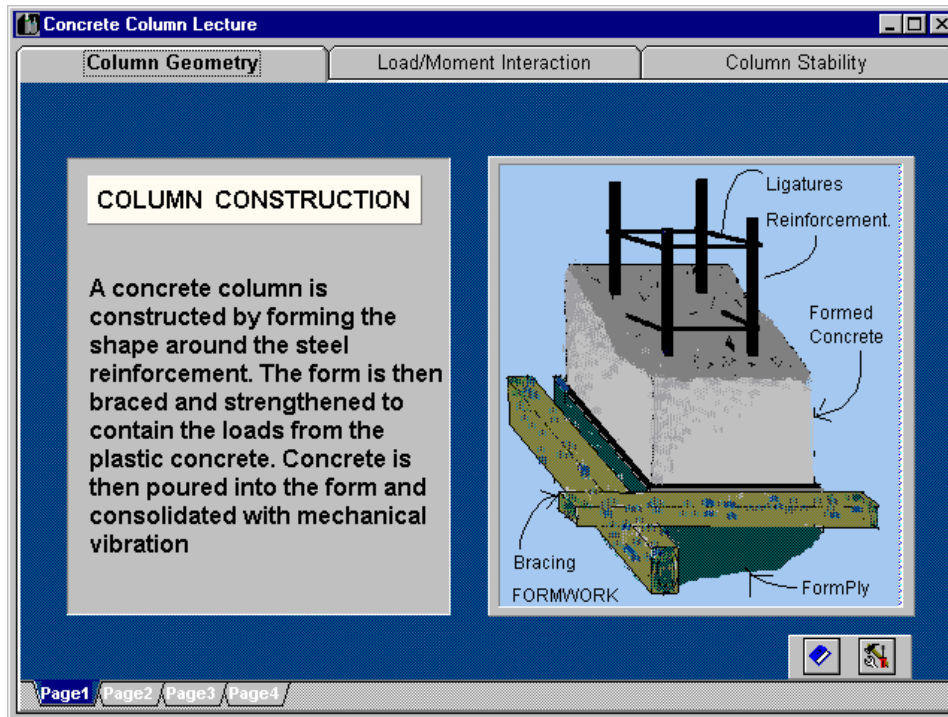 Concrete Column Lecture
Column Geometry
Load/Moment Interaction
Column Stability
COLUMN CONSTRUCTION
A concrete column is
constructed by forming the
shape around the steel
reinforcement. The form is then
braced and strengthened to
contain the loads from the
plastic concrete. Concrete is
then poured into the form and
consolidated with mechanical
vibration
Ligatures
Reinforcement.
Formed
Concrete
Bracing
FORMWORK
FormPly
Page1
Page2
Page3
Page4